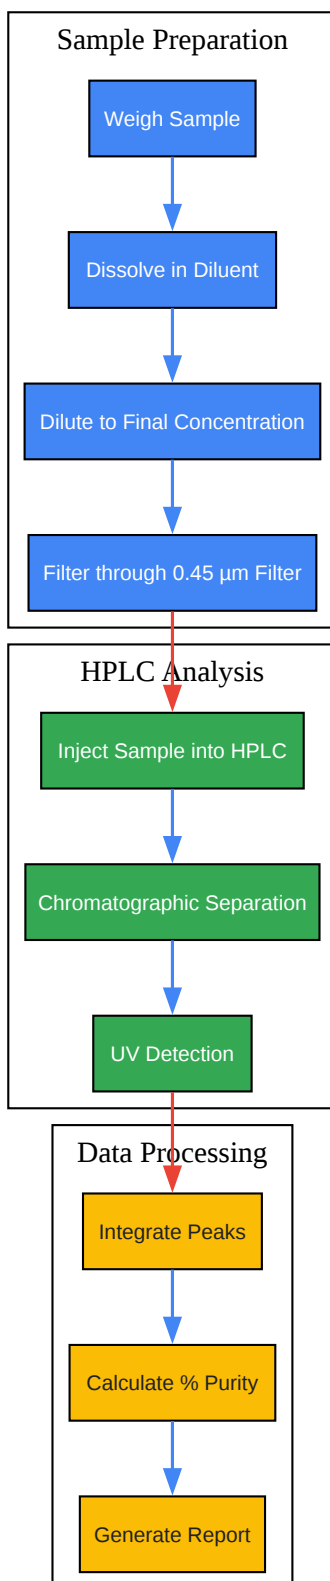 Sample Preparation
Weigh Sample
Dissolve in Diluent
Dilute to Final Concentration
Filter through 0.45 µm Filter
HPLC Analysis
Inject Sample into HPLC
Chromatographic Separation
UV Detection
Data Processing
Integrate Peaks
Calculate % Purity
Generate Report